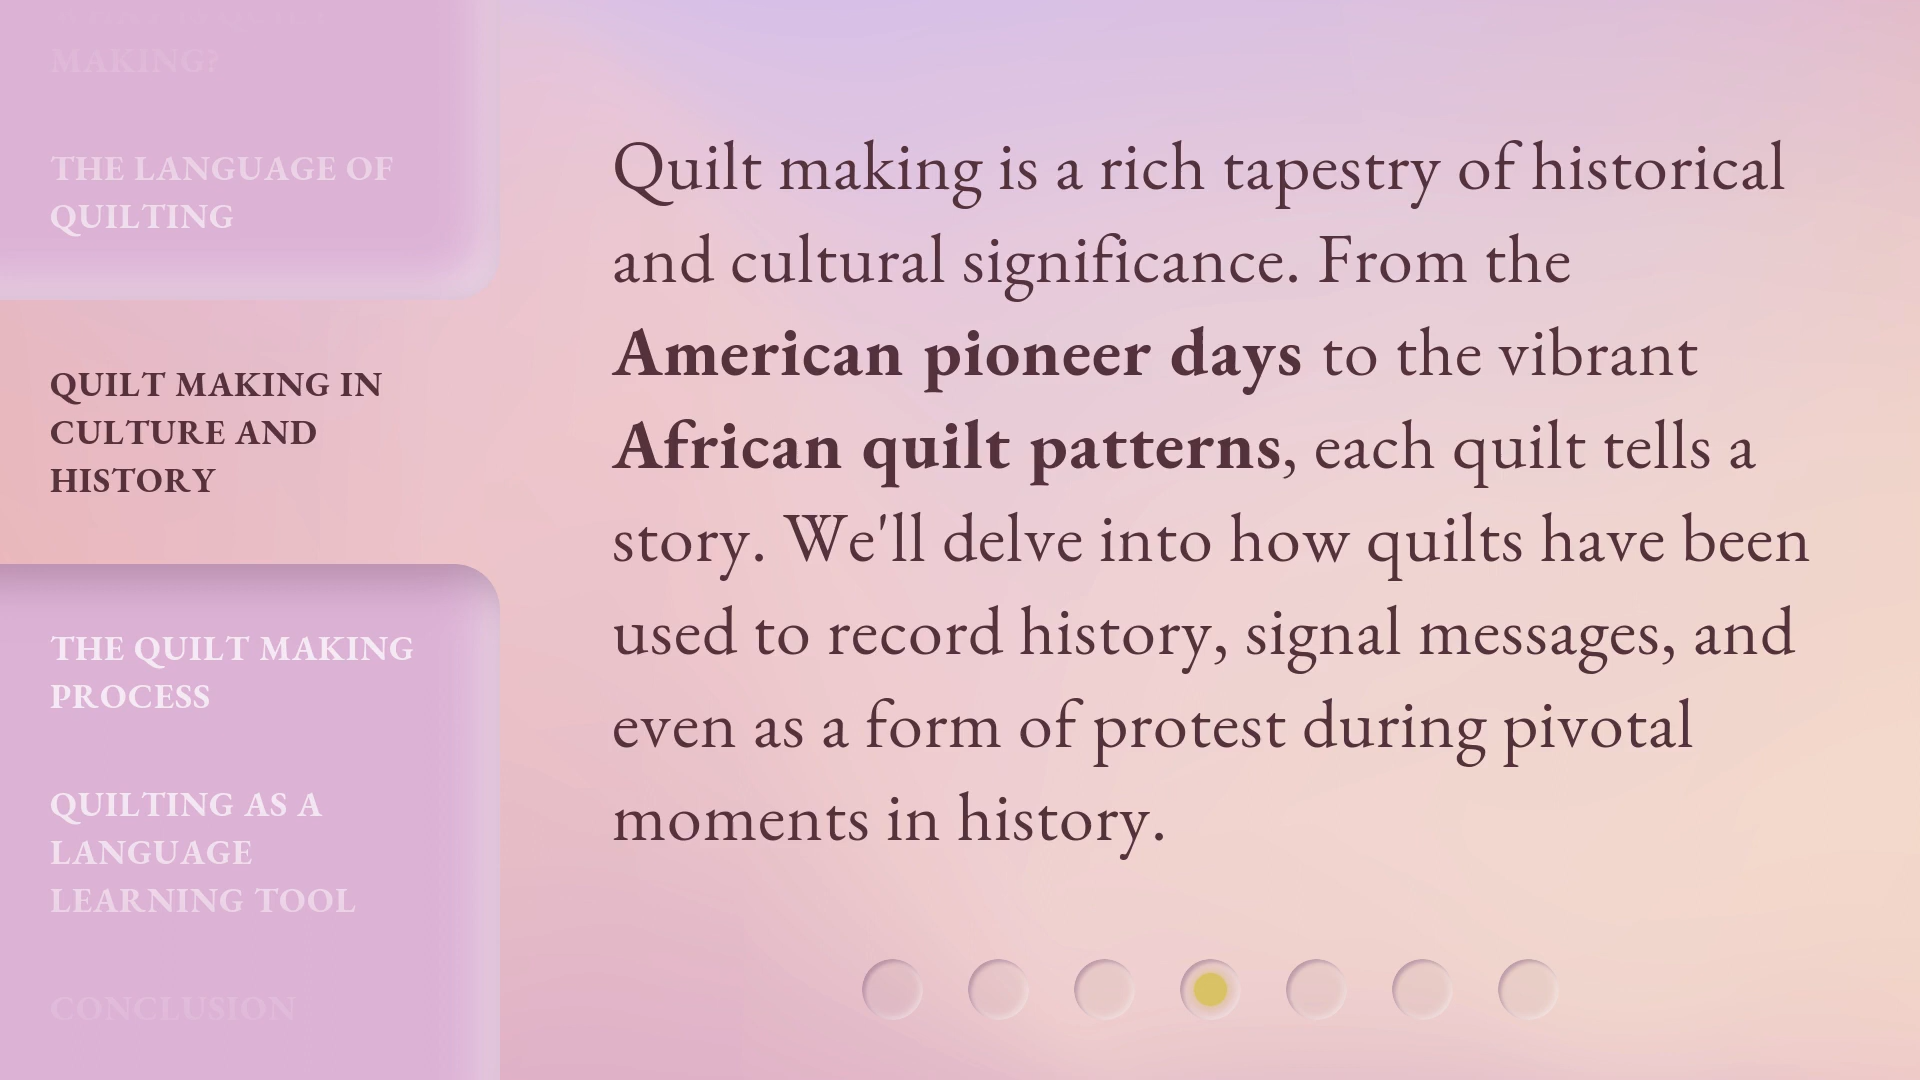 MAKING?
THE LANGUAGE OF
QUILTING
QUILT MAKING IN
CULTURE AND
HISTORY
THE QUILT MAKING
PROCESS
QUILTING AS A
LANGUAGE
LEARNING TOOL
CONCLUSION
Quilt making is a rich tapestry of historical
and cultural significance. From the
American pioneer days to the vibrant
African quilt patterns, each quilt tells a
story. We'll delve into how quilts have been
used to record history, signal messages, and
even as a form of protest during pivotal
moments in history.